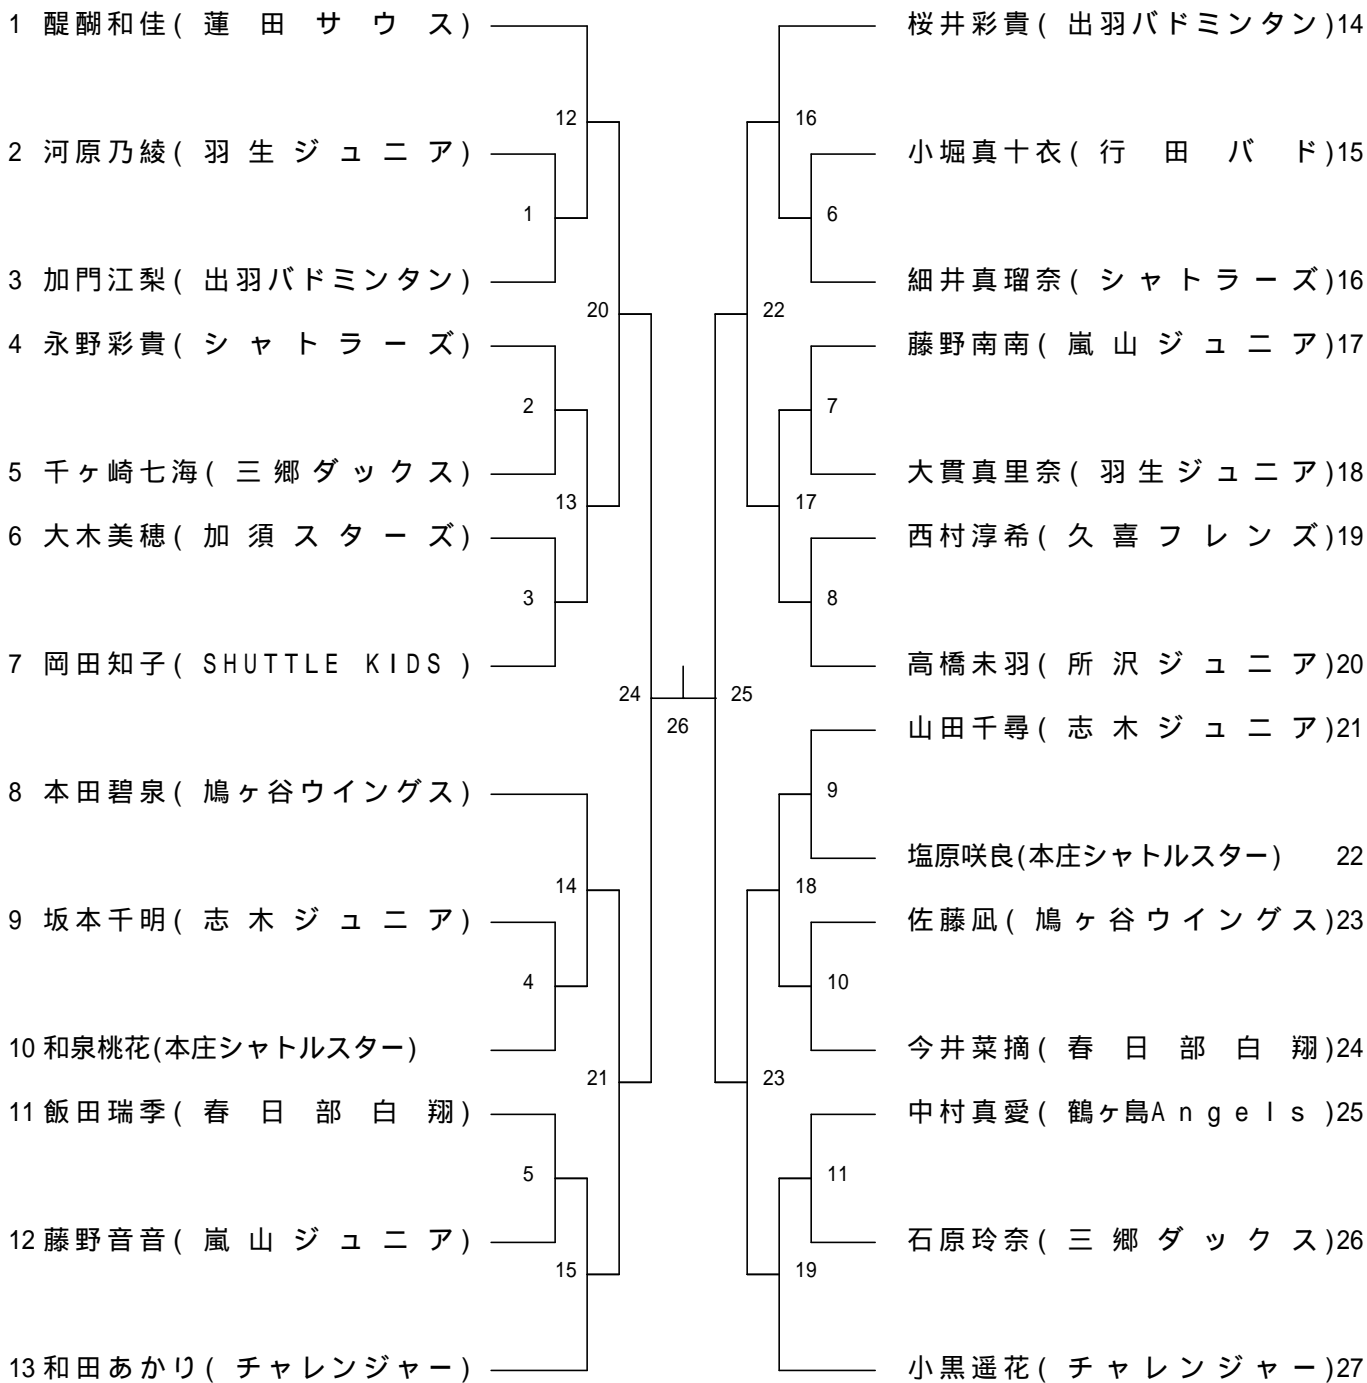 1 醍醐和佳( 蓮田サウス)
12
2 河原乃綾( 羽生ジュニア)
1
3 加門江梨( 出羽バドミンタン)
20
4 永野彩貴( シャトラーズ)
2
5 千ヶ崎七海( 三郷ダックス)
13
6 大木美穂( 加須スターズ)
3
7 岡田知子( SHUTTLE KIDS )
24
26
8 本田碧泉( 鳩ヶ谷ウイングス)
14
9 坂本千明( 志木ジュニア)
4
10 和泉桃花(本庄シャトルスター)
21
11 飯田瑞季( 春日部白翔)
5
12 藤野音音( 嵐山ジュニア)
15
13 和田あかり( チャレンジャー)
桜井彩貴( 出羽バドミンタン)14
16
小堀真十衣( 行田バド)15
6
細井真瑠奈( シャトラーズ)16
22
藤野南南( 嵐山ジュニア)17
7
大貫真里奈( 羽生ジュニア)18
17
西村淳希( 久喜フレンズ)19
8
高橋未羽( 所沢ジュニア)20
25
山田千尋( 志木ジュニア)21
9
塩原咲良(本庄シャトルスター) 22
18
佐藤凪( 鳩ヶ谷ウイングス)23
10
今井菜摘( 春日部白翔)24
23
中村真愛( 鶴ヶ島Angels )25
11
石原玲奈( 三郷ダックス)26
19
小黒遥花( チャレンジャー)27